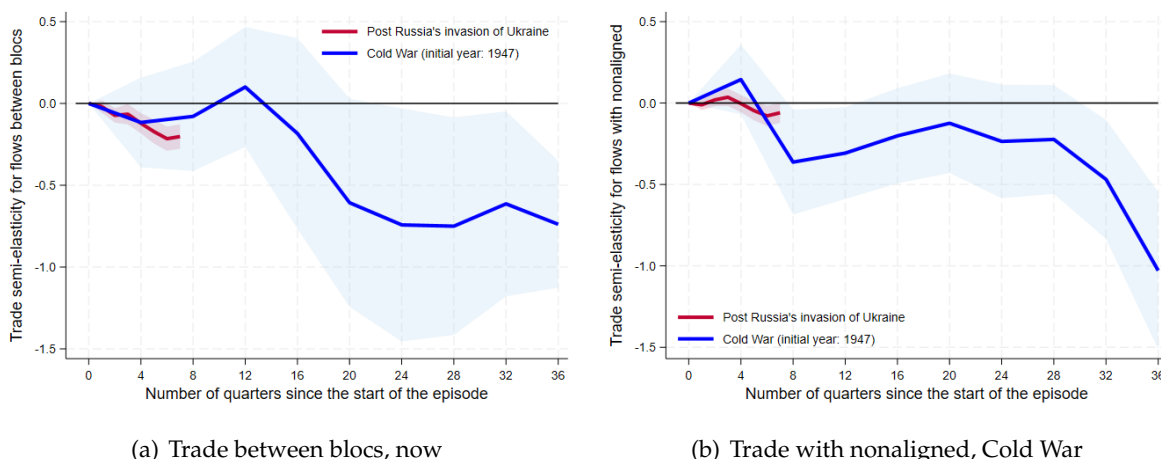 Trade semi-elasticity for flows between blocs
0.5
0.0
-0.5
-1.0
-1.5
Post Russia's invasion of Ukraine
Cold War (initial year: 1947)
0 4 8 12 16 20 24 28 32 36
Number of quarters since the start of the episode
(a) Trade between blocs, now
Trade semi-elasticity for flows with nonaligned
0.5
0.0
-0.5
-1.0
-1.5
Post Russia's invasion of Ukraine
Cold War (initial year: 1947)
0 4 8 12 16 20 24 28 32 36
Number of quarters since the start of the episode
(b) Trade with nonaligned, Cold War